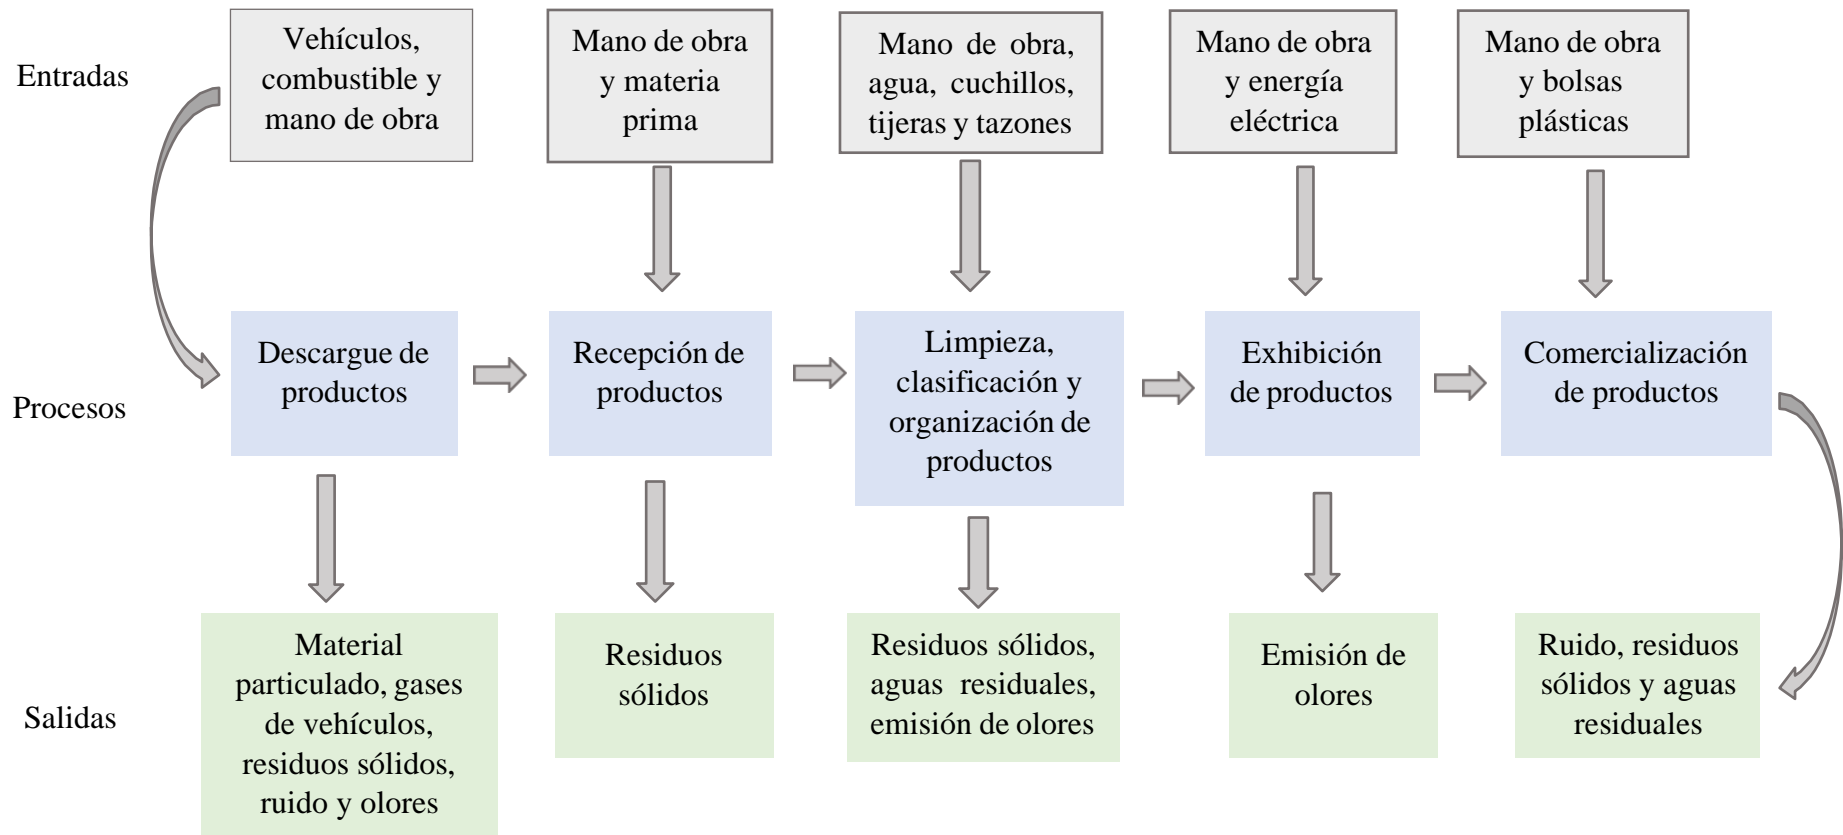 Entradas
Vehículos,
combustible y
mano de obra
Mano de obra
y materia
prima
Mano de obra,
agua, cuchillos,
tijeras y tazones
Mano de obra
y energía
eléctrica
Mano de obra
y bolsas
plásticas
Procesos
Descargue de
productos
Recepción de
productos
Limpieza,
clasificación y
organización de
productos
Exhibición
de productos
Comercialización
de productos
Salidas
Material
particulado, gases
de vehículos,
residuos sólidos,
ruido y olores
Residuos
sólidos
Residuos sólidos,
aguas residuales,
emisión de olores
Emisión de
olores
Ruido, residuos
sólidos y aguas
residuales